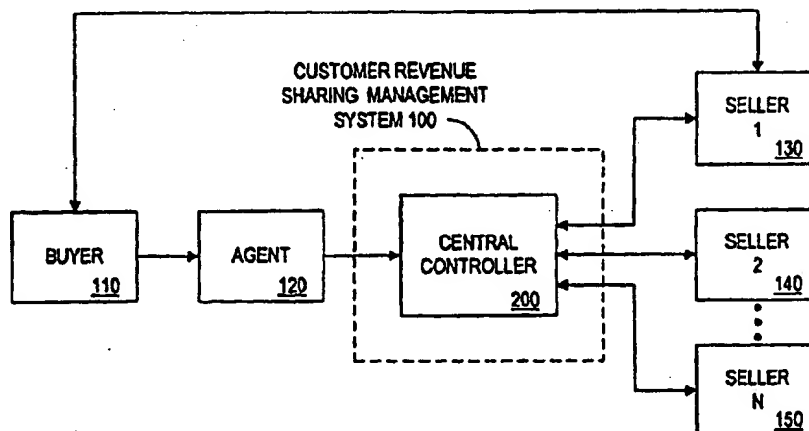 CUSTOMER REVENUE
SHARING MANAGEMENT
SYSTEM 100
SELLER
1
130
BUYER
110
AGENT
120
CENTRAL
CONTROLLER
200
SELLER
2
140
SELLER
N
150